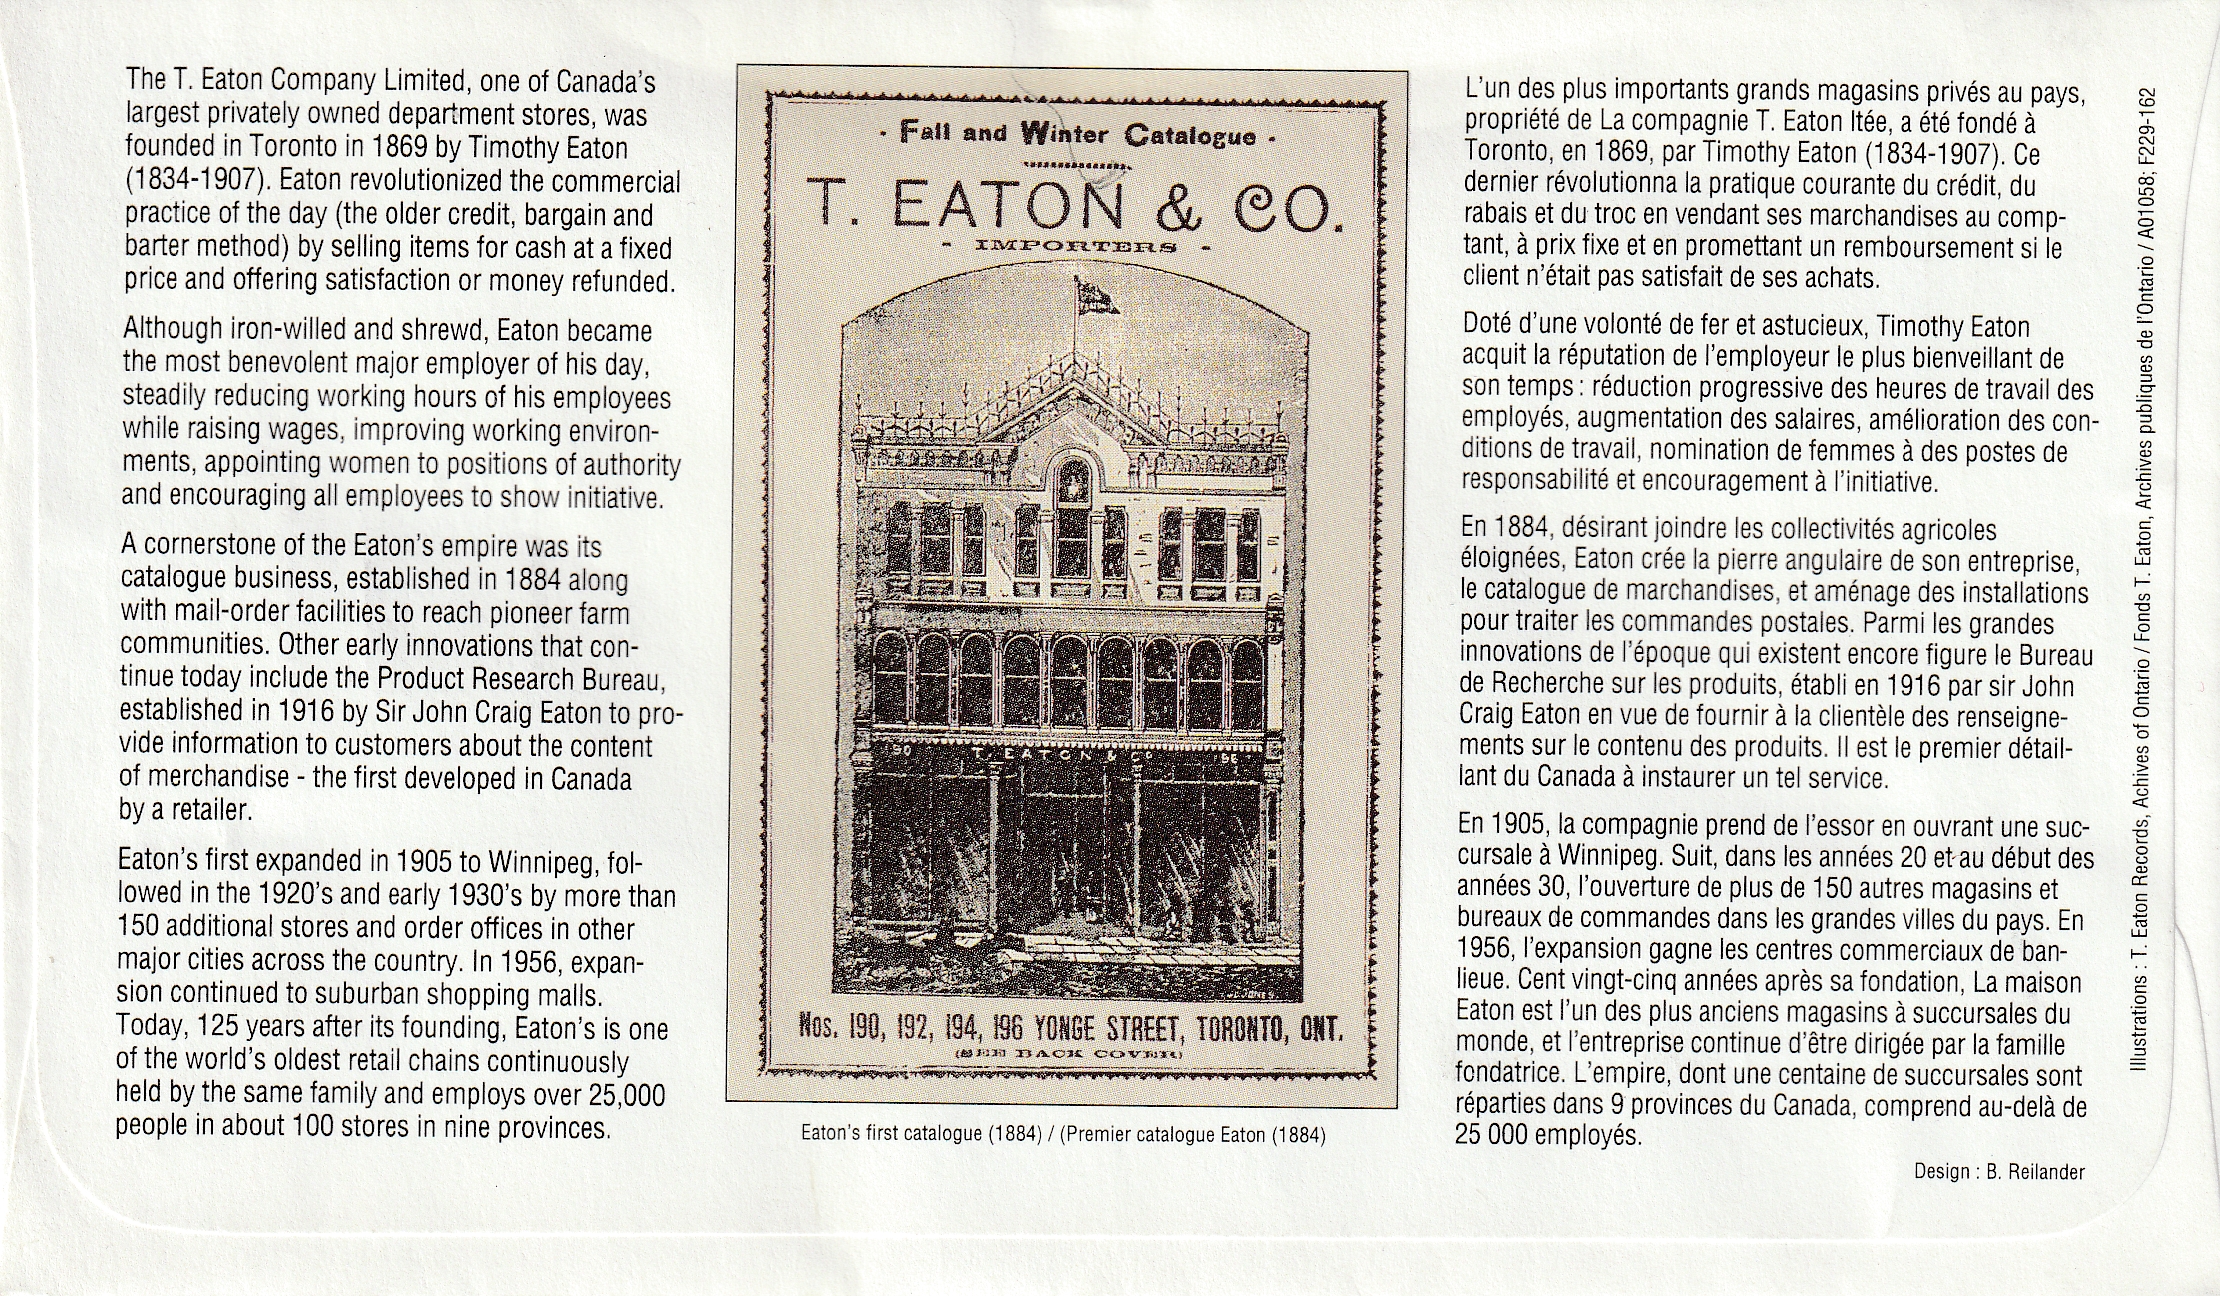 The T. Eaton Company Limited, one of Canada's
largest privately owned department stores, was
founded in Toronto in 1869 by Timothy Eaton
(1834-1907). Eaton revolutionized the commercial
practice of the day (the older credit, bargain and
barter method) by selling items for cash at a fixed
price and offering satisfaction or money refunded.
Although iron-willed and shrewd, Eaton became
the most benevolent major employer of his day,
steadily reducing working hours of his employees
while raising wages, improving working environ-
ments, appointing women to positions of authority
and encouraging all employees to show initiative.
A cornerstone of the Eaton's empire was its
catalogue business, established in 1884 along
with mail-order facilities to reach pioneer farm
communities. Other early innovations that con-
tinue today include the Product Research Bureau,
established in 1916 by Sir John Craig Eaton to pro-
vide information to customers about the content
of merchandise - the first developed in Canada
by a retailer.
Eaton's first expanded in 1905 to Winnipeg, fol-
lowed in the 1920's and early 1930's by more than
150 additional stores and order offices in other
major cities across the country. In 1956, expan-
sion continued to suburban shopping malls.
Today, 125 years after its founding, Eaton's is one
of the world's oldest retail chains continuously
held by the same family and employs over 25,000
people in about 100 stores in nine provinces.
· Fall and Winter Catalogue ·
T. EATON & CO.
- IMPORTERS -
190 T. EATON & CO
Nos. 190, 192, 194, 196 YONGE STREET, TORONTO, ONT.
(SEE BACK COVER)
Eaton's first catalogue (1884) / (Premier catalogue Eaton (1884)
L'un des plus importants grands magasins privés au pays,
propriété de La compagnie T. Eaton ltée, a été fondé à
Toronto, en 1869, par Timothy Eaton (1834-1907). Ce
dernier révolutionna la pratique courante du crédit, du
rabais et du troc en vendant ses marchandises au comp-
tant, à prix fixe et en promettant un remboursement si le
client n'était pas satisfait de ses achats.
Doté d'une volonté de fer et astucieux, Timothy Eaton
acquit la réputation de l'employeur le plus bienveillant de
son temps : réduction progressive des heures de travail des
employés, augmentation des salaires, amélioration des con-
ditions de travail, nomination de femmes à des postes de
responsabilité et encouragement à l'initiative.
En 1884, désirant joindre les collectivités agricoles
éloignées, Eaton crée la pierre angulaire de son entreprise,
le catalogue de marchandises, et aménage des installations
pour traiter les commandes postales. Parmi les grandes
innovations de l'époque qui existent encore figure le Bureau
de Recherche sur les produits, établi en 1916 par sir John
Craig Eaton en vue de fournir à la clientèle des renseigne-
ments sur le contenu des produits. Il est le premier détail-
lant du Canada à instaurer un tel service.
En 1905, la compagnie prend de l'essor en ouvrant une suc-
cursale à Winnipeg. Suit, dans les années 20 et au début des
années 30, l'ouverture de plus de 150 autres magasins et
bureaux de commandes dans les grandes villes du pays. En
1956, l'expansion gagne les centres commerciaux de ban-
lieue. Cent vingt-cinq années après sa fondation, La maison
Eaton est l'un des plus anciens magasins à succursales du
monde, et l'entreprise continue d'être dirigée par la famille
fondatrice. L'empire, dont une centaine de succursales sont
réparties dans 9 provinces du Canada, comprend au-delà de
25 000 employés.
Design : B. Reilander
Illustrations : T. Eaton Records, Achives of Ontario / Fonds T. Eaton, Archives publiques de l'Ontario / AO1058; F229-162